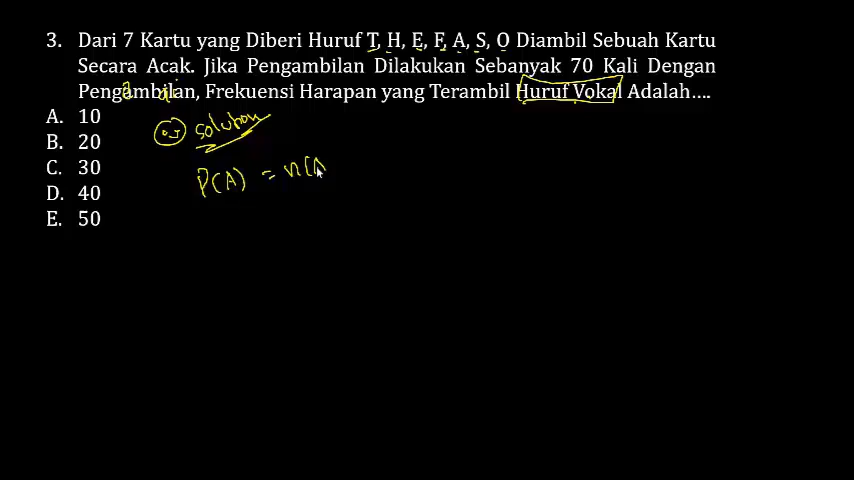 3. Dari 7 Kartu yang Diberi Huruf T, H, E, F, A, S, O Diambil Sebuah Kartu
Secara Acak. Jika Pengambilan Dilakukan Sebanyak 70 Kali Dengan
Pengambilan, Frekuensi Harapan yang Terambil Huruf Vokal Adalah....
A. 10
B. 20
C. 30
D. 40
E. 50
solution
P(A) = n(A